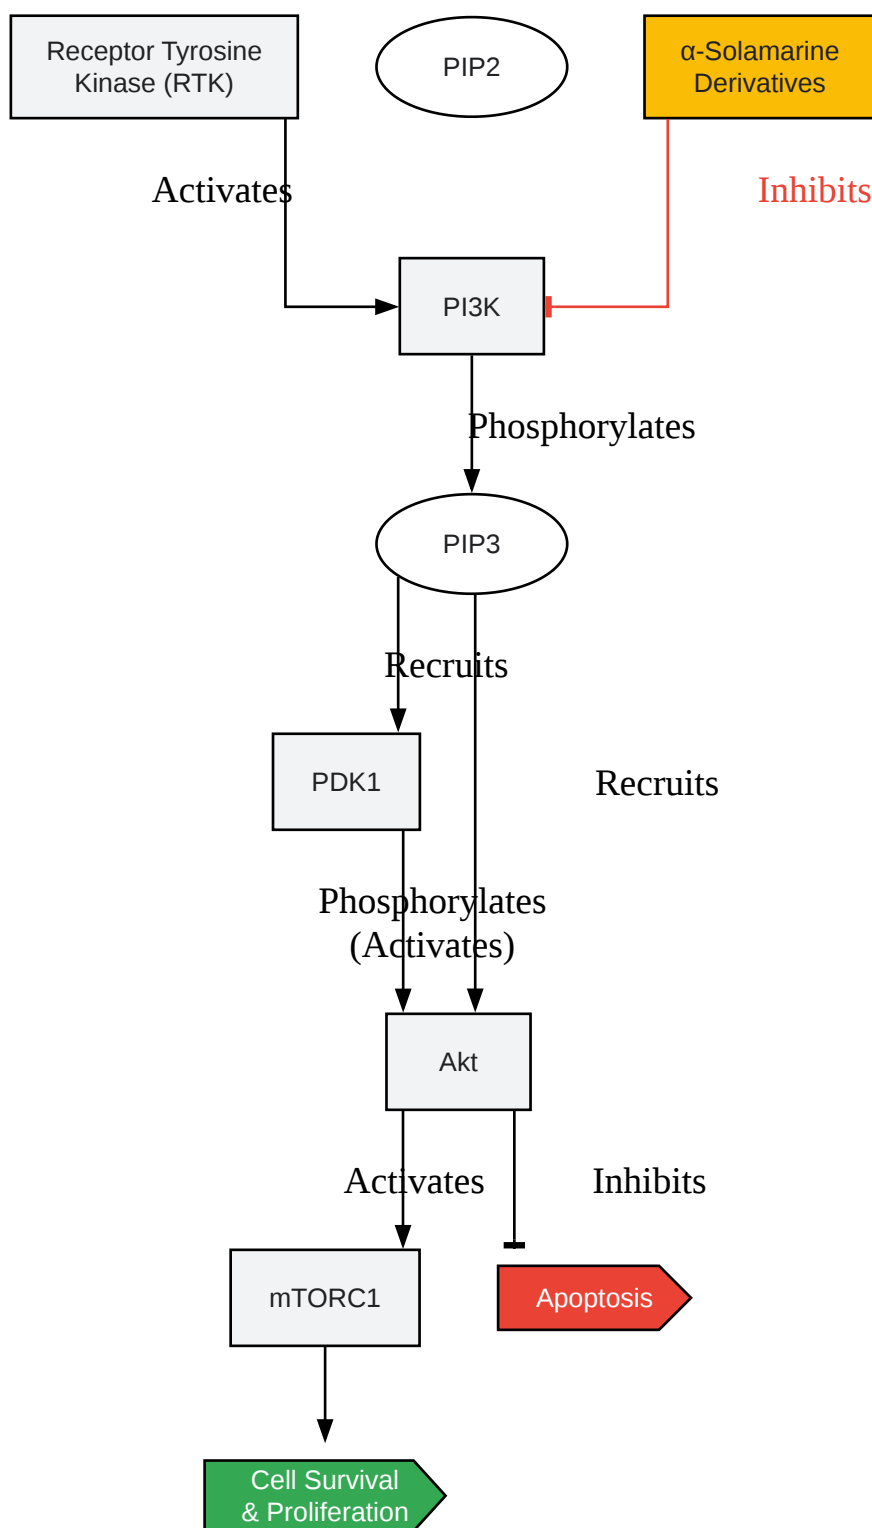 Receptor Tyrosine
Kinase (RTK)
PIP2
α-Solamarine
Derivatives
Activates
Inhibits
PI3K
Phosphorylates
PIP3
Recruits
PDK1
Recruits
Phosphorylates
(Activates)
Akt
Activates
Inhibits
mTORC1
Apoptosis
Cell Survival
& Proliferation